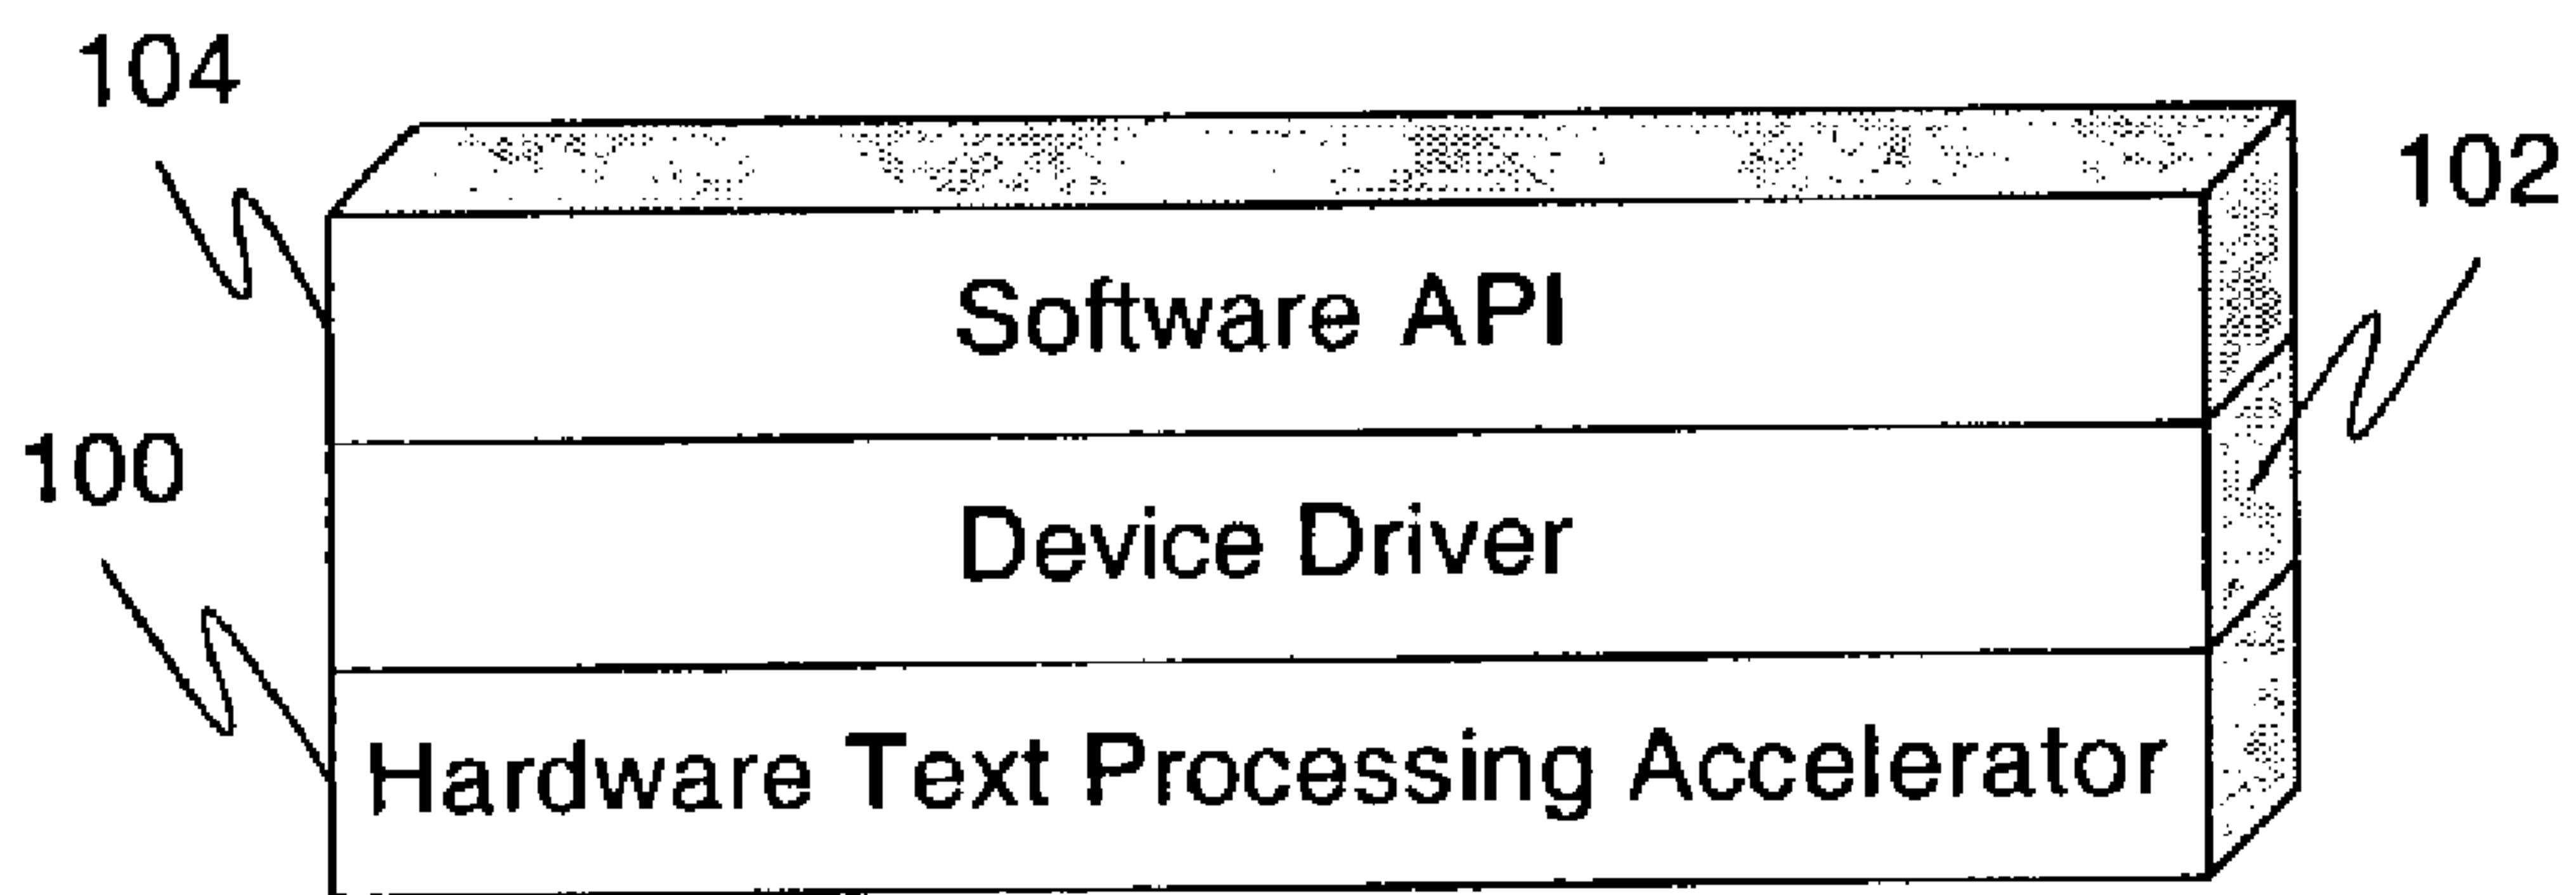 104
102
Software API
100
Device Driver
Hardware Text Processing Accelerator